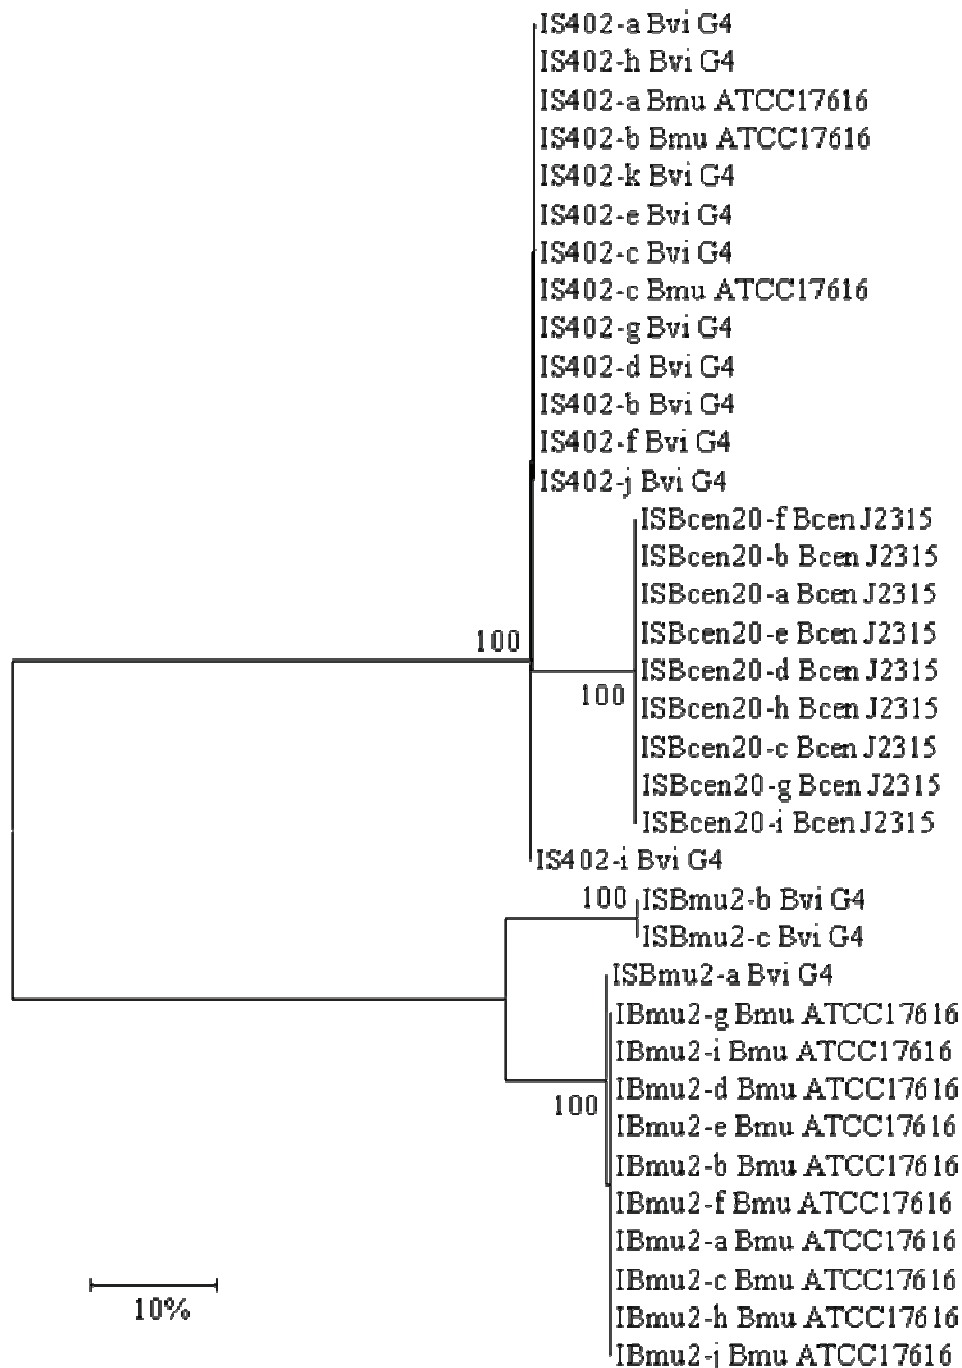 IS402-a Bvi G4
IS402-h Bvi G4
IS402-a Bmu ATCC17616
IS402-b Bmu ATCC17616
IS402-k Bvi G4
IS402-e Bvi G4
IS402-c Bvi G4
IS402-c Bmu ATCC17616
IS402-g Bvi G4
IS402-d Bvi G4
IS402-b Bvi G4
IS402-f Bvi G4
IS402-j Bvi G4
ISBcen20-f Bcen J2315
ISBcen20-b Bcen J2315
ISBcen20-a Bcen J2315
ISBcen20-e Bcen J2315
100
ISBcen20-d Bcen J2315
100
ISBcen20-h Bcen J2315
ISBcen20-c Bcen J2315
ISBcen20-g Bcen J2315
ISBcen20-i Bcen J2315
IS402-i Bvi G4
100
ISBmu2-b Bvi G4
ISBmu2-c Bvi G4
ISBmu2-a Bvi G4
IBmu2-g Bmu ATCC17616
IBmu2-i Bmu ATCC17616
IBmu2-d Bmu ATCC17616
100
IBmu2-e Bmu ATCC17616
IBmu2-b Bmu ATCC17616
IBmu2-f Bmu ATCC17616
IBmu2-a Bmu ATCC17616
IBmu2-c Bmu ATCC17616
10%
IBmu2-h Bmu ATCC17616
IBmu2-j Bmu ATCC17616